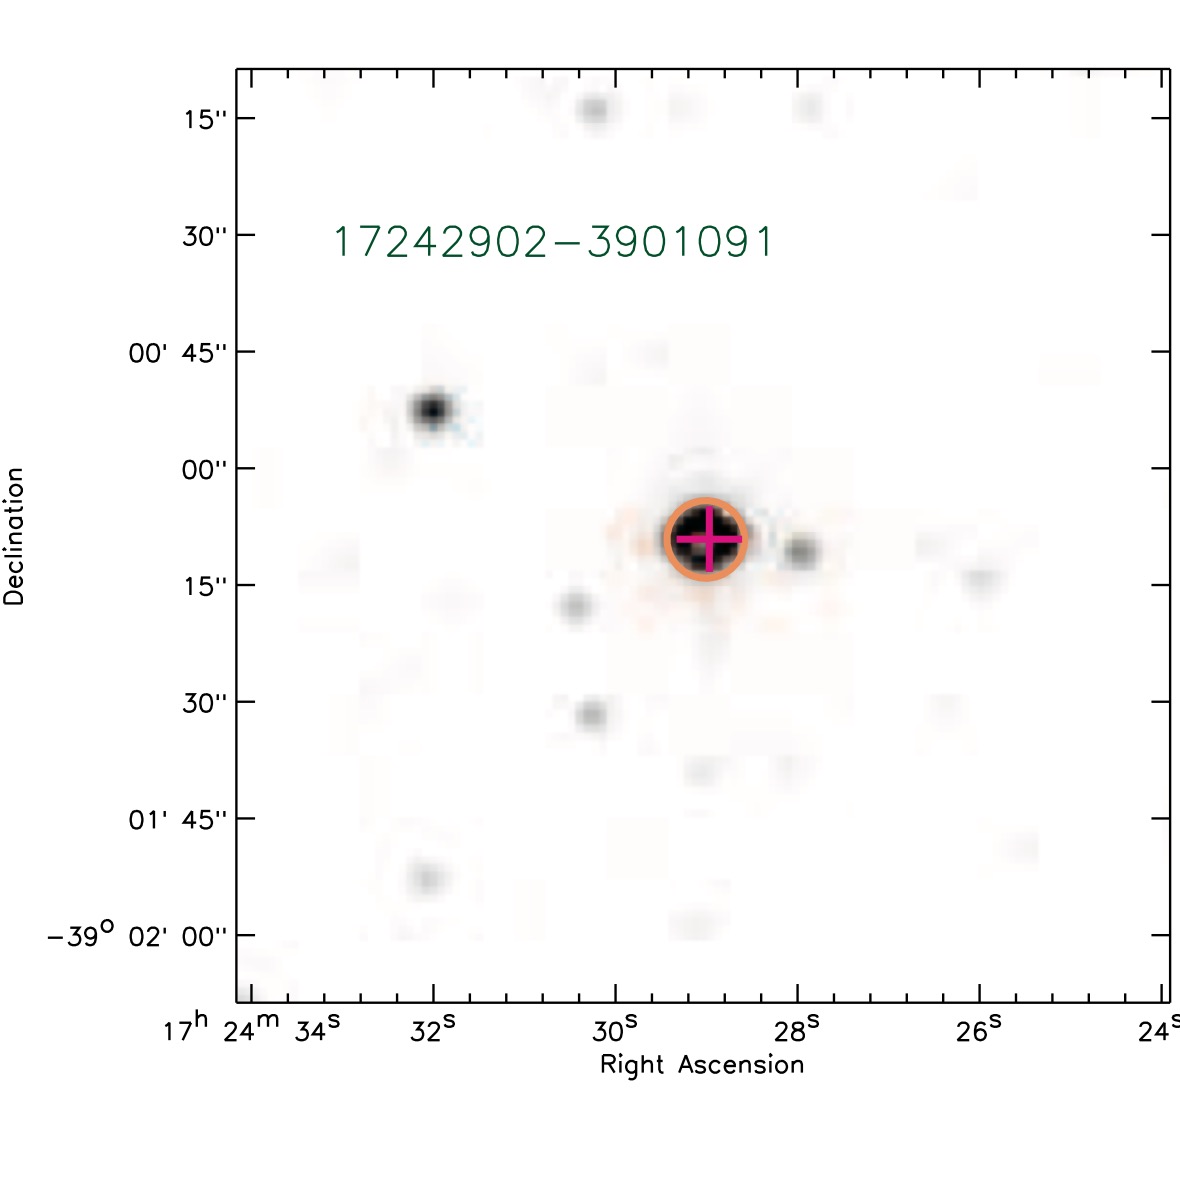 15"
30"
17242902−3901091
00' 45"
00"
15"
30"
01' 45"
−39° 02' 00"
Declination
17ʰ 24ᵐ 34ˢ 32ˢ 30ˢ 28ˢ 26ˢ 24ˢ
Right Ascension